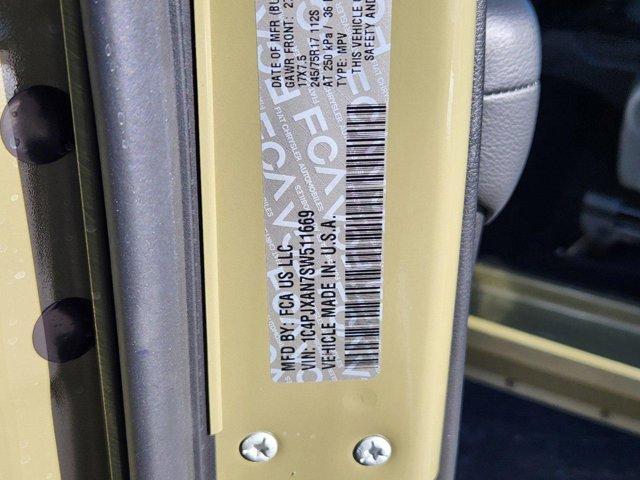 DATE OF MFR
GAWR FRONT:
17X7.5
245/75R17 112S
AT 250 kPa / 36
TYPE: MPV
THIS VEHICLE
SAFETY AND
MFD BY: FCA US LLC
VIN: 1C4PJXAN7SW511669
VEHICLE MADE IN: U.S.A.